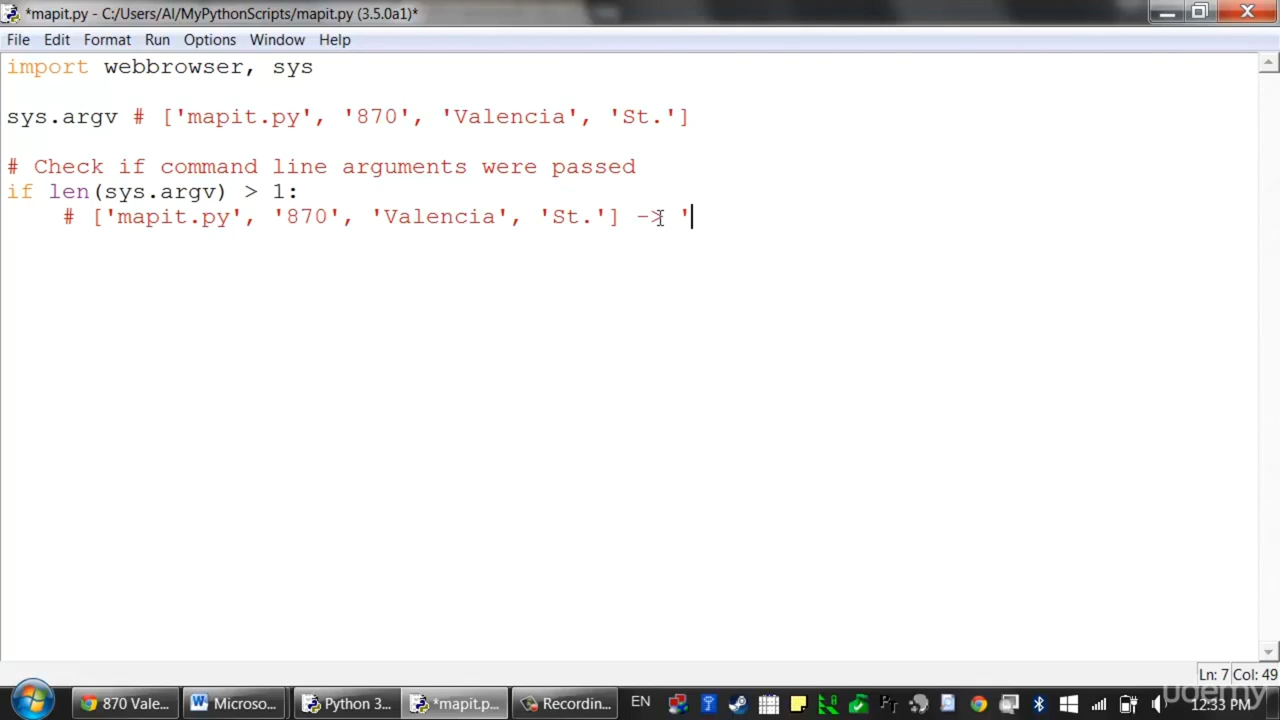 *mapit.py - C:/Users/Al/MyPythonScripts/mapit.py (3.5.0a1)*
File Edit Format Run Options Window Help
import webbrowser, sys
sys.argv # ['mapit.py', '870', 'Valencia', 'St.']
# Check if command line arguments were passed
if len(sys.argv) > 1:
# ['mapit.py', '870', 'Valencia', 'St.'] -> '
Ln: 7 Col: 49
870 Vale... Microso... Python 3... *mapit.p... Recordin... EN 12:33 PM
udemy